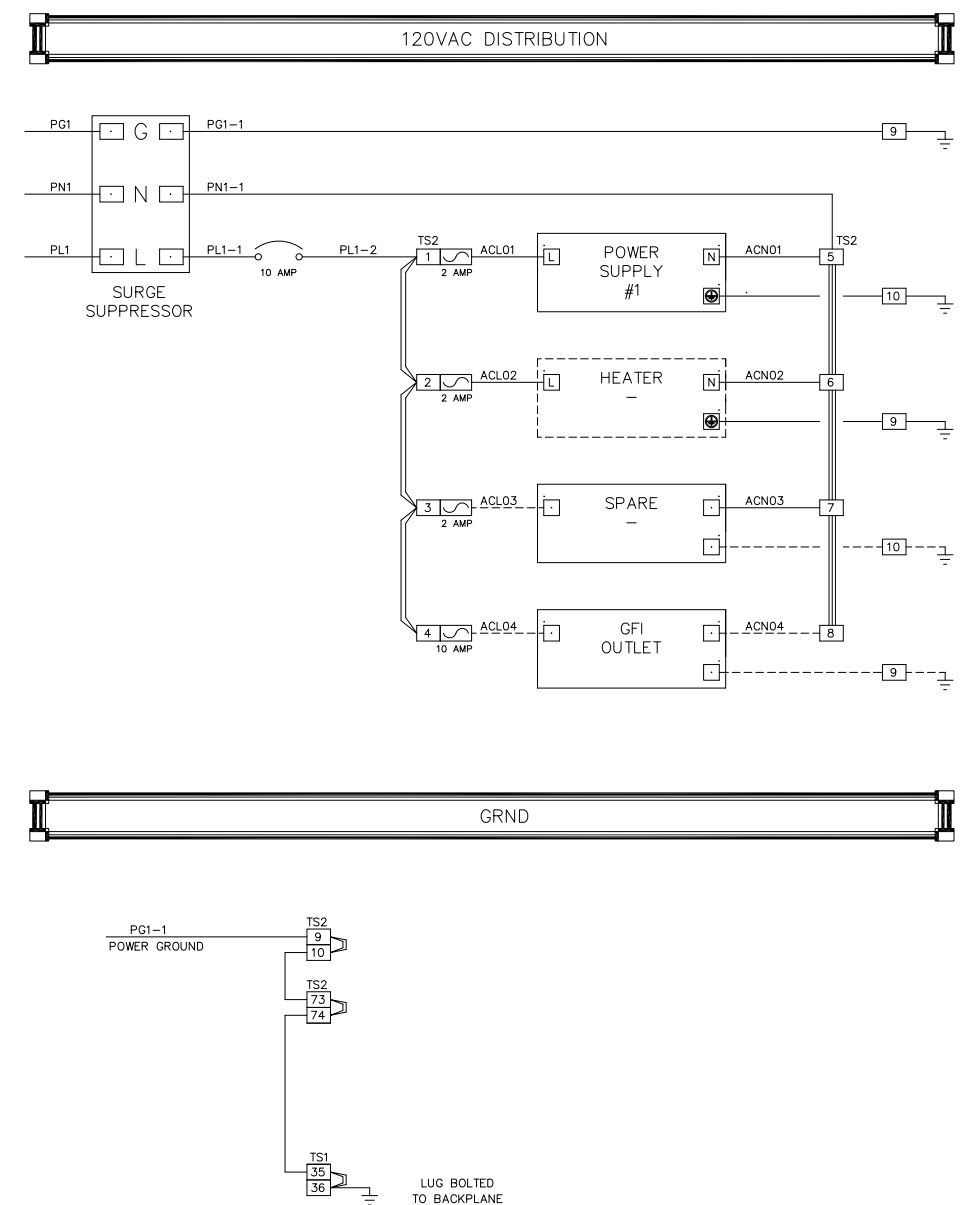 120VAC DISTRIBUTION
PG1 G PG1-1 9
PN1 N PN1-1
PL1 L PL1-1 10 AMP PL1-2
SURGE
SUPPRESSOR
TS2 TS2
1 2 AMP ACL01 L POWER N ACN01 5
SUPPLY
#1
10
2 2 AMP ACL02 L HEATER N ACN02 6
–
9
3 2 AMP ACL03 SPARE ACN03 7
–
10
4 10 AMP ACL04 GFI ACN04 8
OUTLET
9
GRND
PG1-1
POWER GROUND
TS2
9
10
TS2
73
74
TS1
35
36
LUG BOLTED
TO BACKPLANE